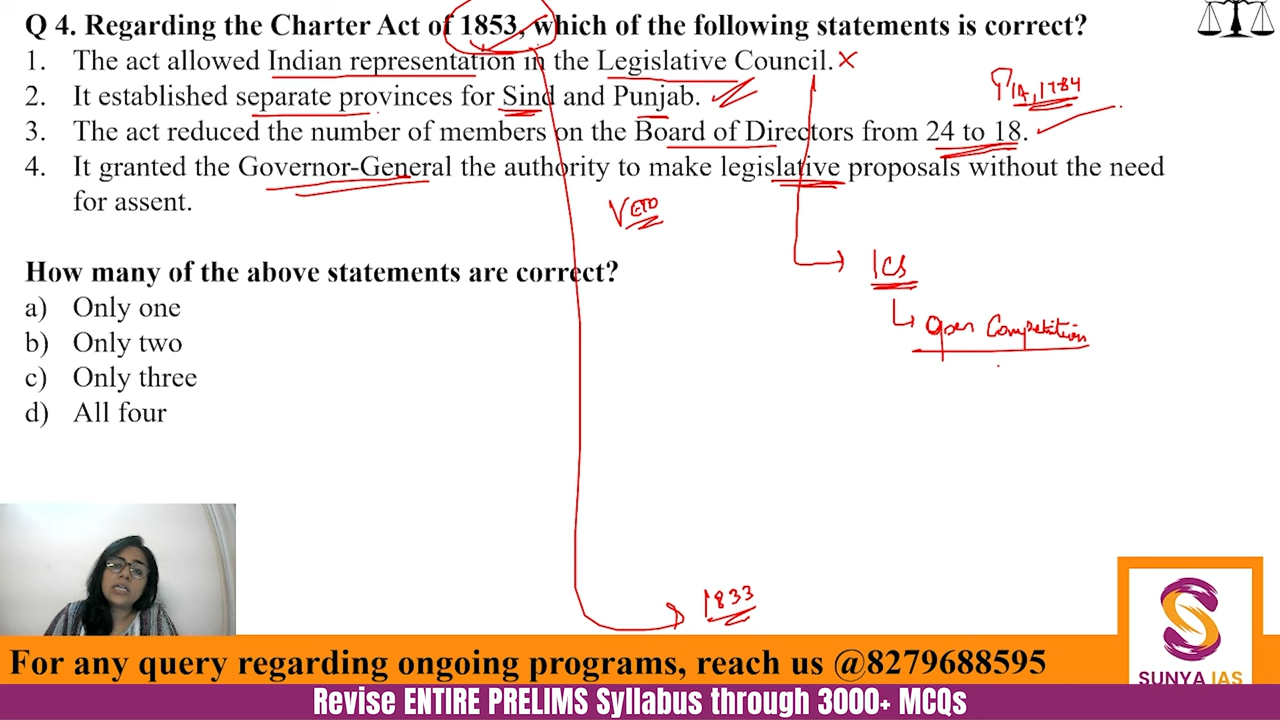 Q 4. Regarding the Charter Act of 1853, which of the following statements is correct?
1. The act allowed Indian representation in the Legislative Council. X
2. It established separate provinces for Sind and Punjab.
PIA, 1784
3. The act reduced the number of members on the Board of Directors from 24 to 18.
4. It granted the Governor-General the authority to make legislative proposals without the need
for assent.
VETO
How many of the above statements are correct?
ICS
a) Only one
Open Competition
b) Only two
c) Only three
d) All four
1833
For any query regarding ongoing programs, reach us @8279688595
SUNYA IAS
Revise ENTIRE PRELIMS Syllabus through 3000+ MCQs